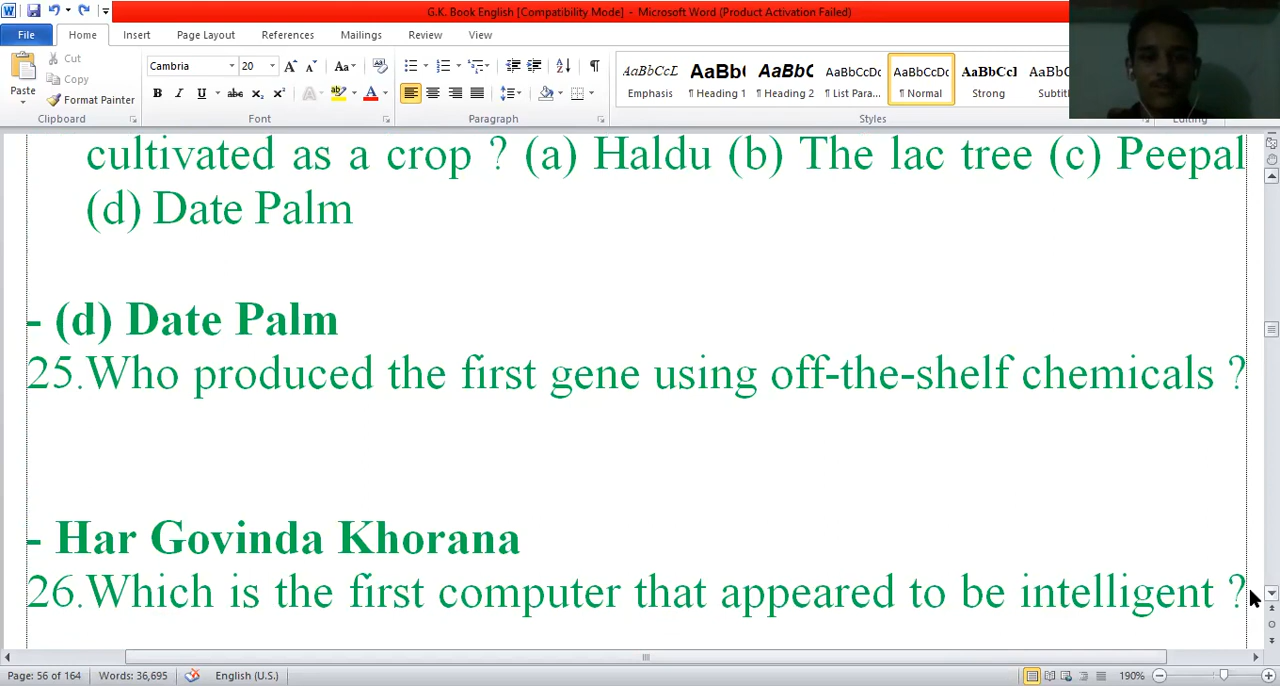 G.K. Book English [Compatibility Mode] - Microsoft Word (Product Activation Failed)
File Home Insert Page Layout References Mailings Review View
Cut
Copy
Format Painter
Paste
Clipboard
Cambria 20
Font
Paragraph
AaBbCcL AaBb( AaBbC AaBbCcDc AaBbCcDc AaBbCcl AaBbC
Emphasis ¶ Heading 1 ¶ Heading 2 ¶ List Para... ¶ Normal Strong Subtitl
Styles
Editing
cultivated as a crop ? (a) Haldu (b) The lac tree (c) Peepal
(d) Date Palm
- (d) Date Palm
25.Who produced the first gene using off-the-shelf chemicals ?
- Har Govinda Khorana
26.Which is the first computer that appeared to be intelligent ?
Page: 56 of 164 Words: 36,695 English (U.S.) 190%